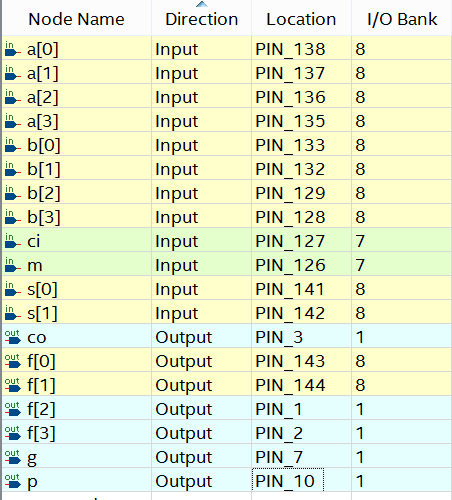 Node Name Direction Location I/O Bank
in a[0] Input PIN_138 8
in a[1] Input PIN_137 8
in a[2] Input PIN_136 8
in a[3] Input PIN_135 8
in b[0] Input PIN_133 8
in b[1] Input PIN_132 8
in b[2] Input PIN_129 8
in b[3] Input PIN_128 8
in ci Input PIN_127 7
in m Input PIN_126 7
in s[0] Input PIN_141 8
in s[1] Input PIN_142 8
out co Output PIN_3 1
out f[0] Output PIN_143 8
out f[1] Output PIN_144 8
out f[2] Output PIN_1 1
out f[3] Output PIN_2 1
out g Output PIN_7 1
out p Output PIN_10 1